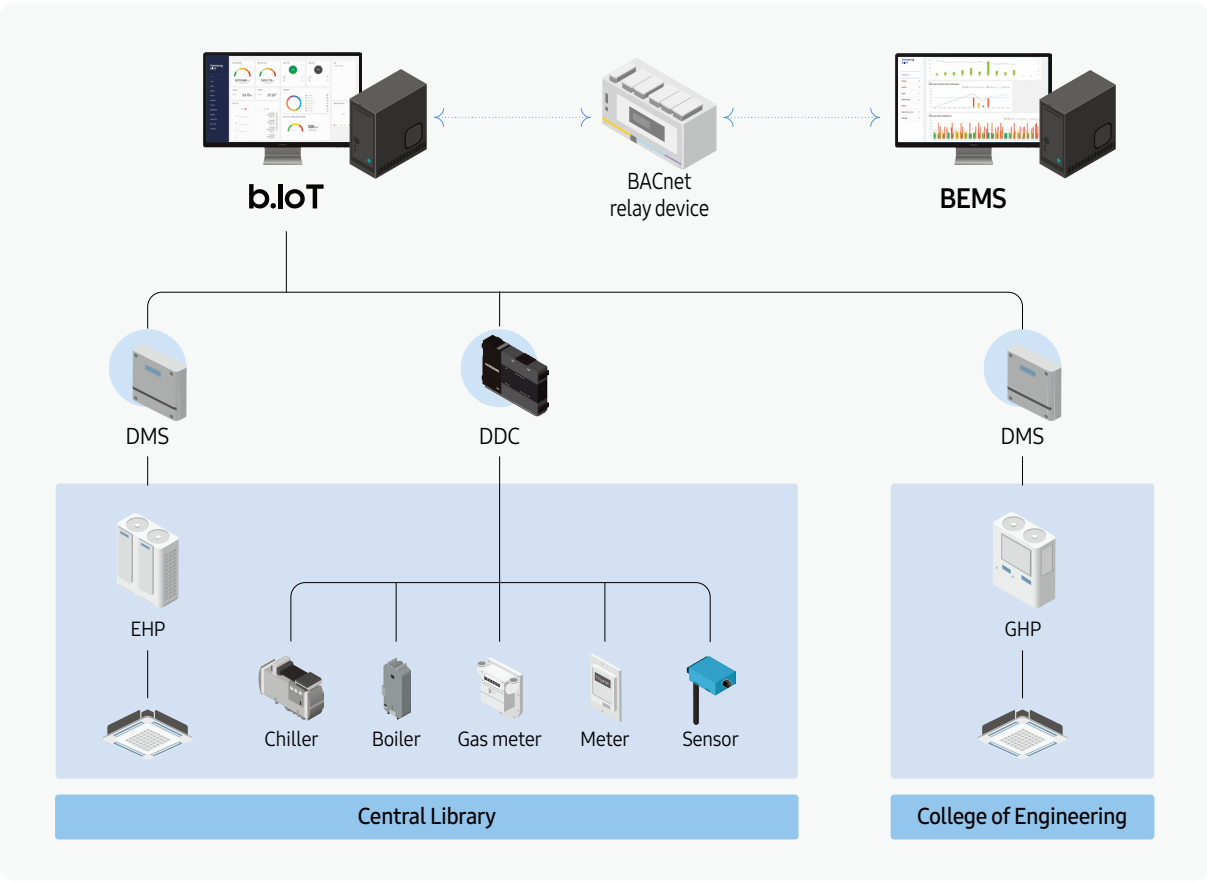 b.IoT
BACnet
relay device
BEMS
DMS
DDC
DMS
EHP
GHP
Chiller
Boiler
Gas meter
Meter
Sensor
Central Library
College of Engineering